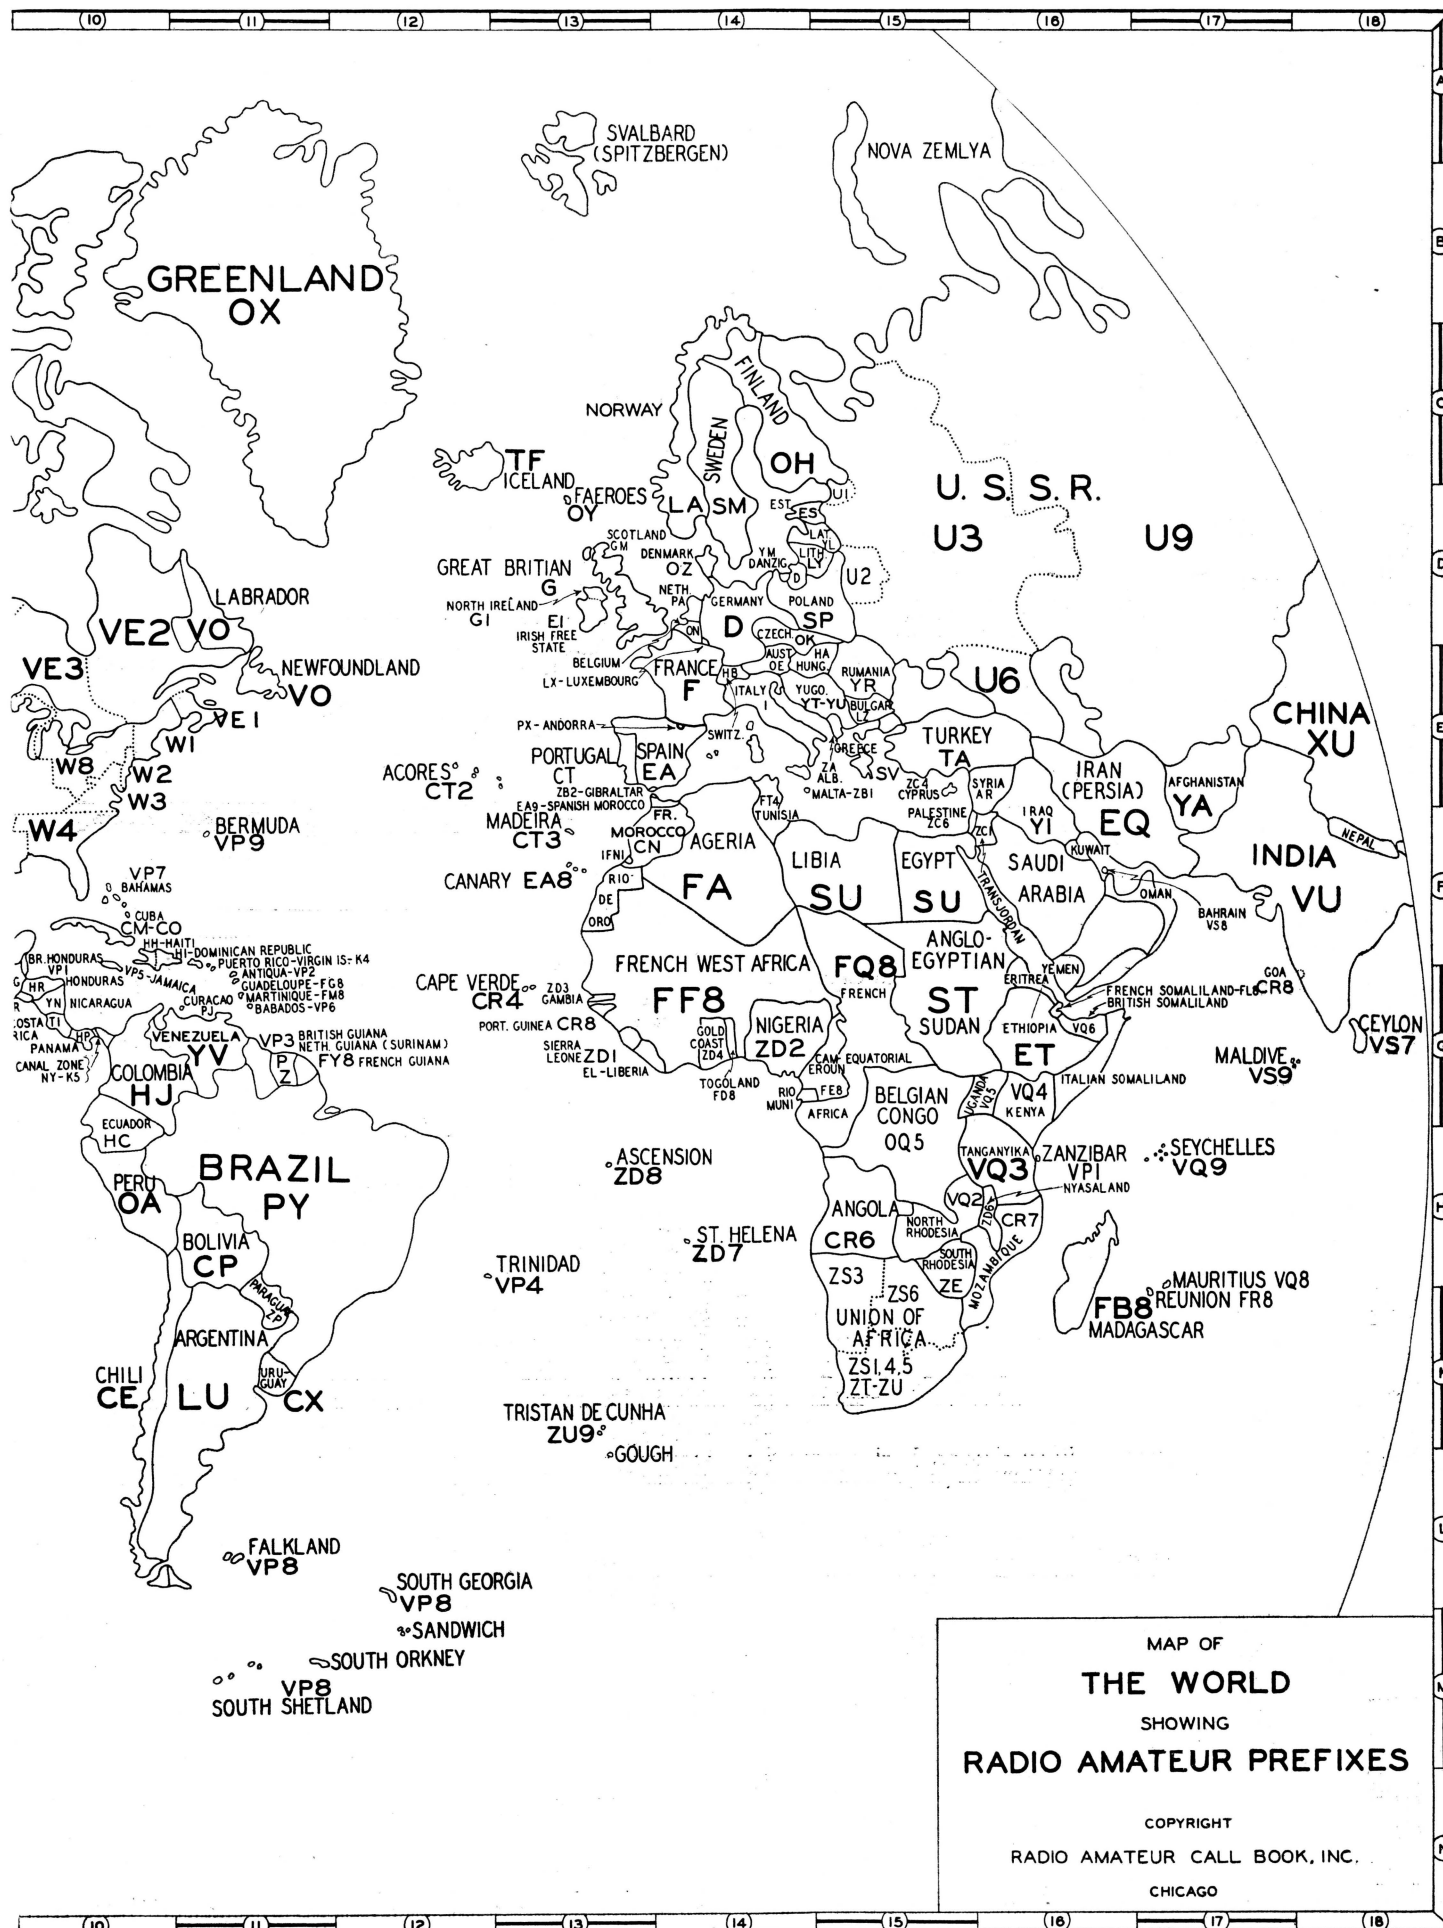 10 11 12 13 14 15 16 17 18
A
B
C
D
E
F
G
H
K
L
M
N
SVALBARD
(SPITZBERGEN)
NOVA ZEMLYA
GREENLAND
OX
NORWAY
LA
SWEDEN
SM
FINLAND
OH
TF
ICELAND
FAEROES
OY
U. S. S. R.
U1
U2
U3
U9
U6
SCOTLAND
GM
DENMARK
OZ
GREAT BRITIAN
G
NORTH IRELAND
GI
EI
IRISH FREE
STATE
EST.
ES
LAT.
YL
LITH.
LY
YM
DANZIG
D
NETH.
PA
GERMANY
D
POLAND
SP
ON
BELGIUM
LX-LUXEMBOURG
CZECH.
OK
AUST
OE
HA
HUNG.
RUMANIA
YR
FRANCE
F
HB
SWITZ.
ITALY
I
YUGO.
YT-YU
BULGAR
LZ
PX-ANDORRA
PORTUGAL
CT
SPAIN
EA
GREECE
SV
ZA
ALB.
TURKEY
TA
ZB2-GIBRALTAR
EA9-SPANISH MOROCCO
MALTA-ZB1
ZC4
CYPRUS
SYRIA
AR
PALESTINE
ZC6
ZC1
TRANSJORDAN
IRAQ
YI
IRAN
(PERSIA)
EQ
AFGHANISTAN
YA
CHINA
XU
NEPAL
INDIA
VU
KUWAIT
SAUDI
ARABIA
OMAN
BAHRAIN
VS8
YEMEN
GOA
CR8
CEYLON
VS7
MALDIVE
VS9
LABRADOR
VE2
VO
VE3
NEWFOUNDLAND
VO
VE1
W1
W8
W2
W3
W4
ACORES
CT2
BERMUDA
VP9
MADEIRA
CT3
CANARY EA8
FR.
MOROCCO
CN
IFNI
RIO
DE
ORO
FT4
TUNISIA
AGERIA
FA
LIBIA
SU
EGYPT
SU
VP7
BAHAMAS
CUBA
CM-CO
HH-HAITI
HI-DOMINICAN REPUBLIC
PUERTO RICO-VIRGIN IS.-K4
ANTIQUA-VP2
GUADELOUPE-FG8
MARTINIQUE-FM8
BABADOS-VP6
VP5-JAMAICA
CURACAO
PJ
BR. HONDURAS
VP1
HONDURAS
HR
YN
NICARAGUA
OSTA
RICA
TI
HP
PANAMA
CANAL ZONE
NY-K5
VENEZUELA
YV
VP3
BRITISH GUIANA
NETH. GUIANA (SURINAM)
PZ
FY8 FRENCH GUIANA
COLOMBIA
HJ
ECUADOR
HC
PERU
OA
BRAZIL
PY
BOLIVIA
CP
PARAGUAY
ZP
ARGENTINA
LU
CHILI
CE
URU-
GUAY
CX
CAPE VERDE
CR4
ZD3
GAMBIA
PORT. GUINEA CR8
SIERRA
LEONE ZD1
EL-LIBERIA
FRENCH WEST AFRICA
FF8
GOLD
COAST
ZD4
TOGOLAND
FD8
NIGERIA
ZD2
FQ8
FRENCH
EQUATORIAL
AFRICA
CAM-
EROUN
FE8
RIO
MUNI
ANGLO-
EGYPTIAN
ST
SUDAN
ERITREA
FRENCH SOMALILAND-FL8
BRITISH SOMALILAND
VQ6
ETHIOPIA
ET
ITALIAN SOMALILAND
BELGIAN
CONGO
OQ5
UGANDA
VQ5
VQ4
KENYA
TANGANYIKA
VQ3
ZANZIBAR
VP1
NYASALAND
ZD6
SEYCHELLES
VQ9
ASCENSION
ZD8
ST. HELENA
ZD7
TRINIDAD
VP4
ANGOLA
CR6
VQ2
NORTH
RHODESIA
CR7
MOZAMBIQUE
SOUTH
RHODESIA
ZE
ZS3
ZS6
UNION OF
AFRICA
ZS1,4,5
ZT-ZU
FB8
MADAGASCAR
MAURITIUS VQ8
REUNION FR8
TRISTAN DE CUNHA
ZU9
GOUGH
FALKLAND
VP8
SOUTH GEORGIA
VP8
SANDWICH
SOUTH ORKNEY
VP8
SOUTH SHETLAND
MAP OF
THE WORLD
SHOWING
RADIO AMATEUR PREFIXES
COPYRIGHT
RADIO AMATEUR CALL BOOK, INC.
CHICAGO
10 11 12 13 14 15 16 17 18